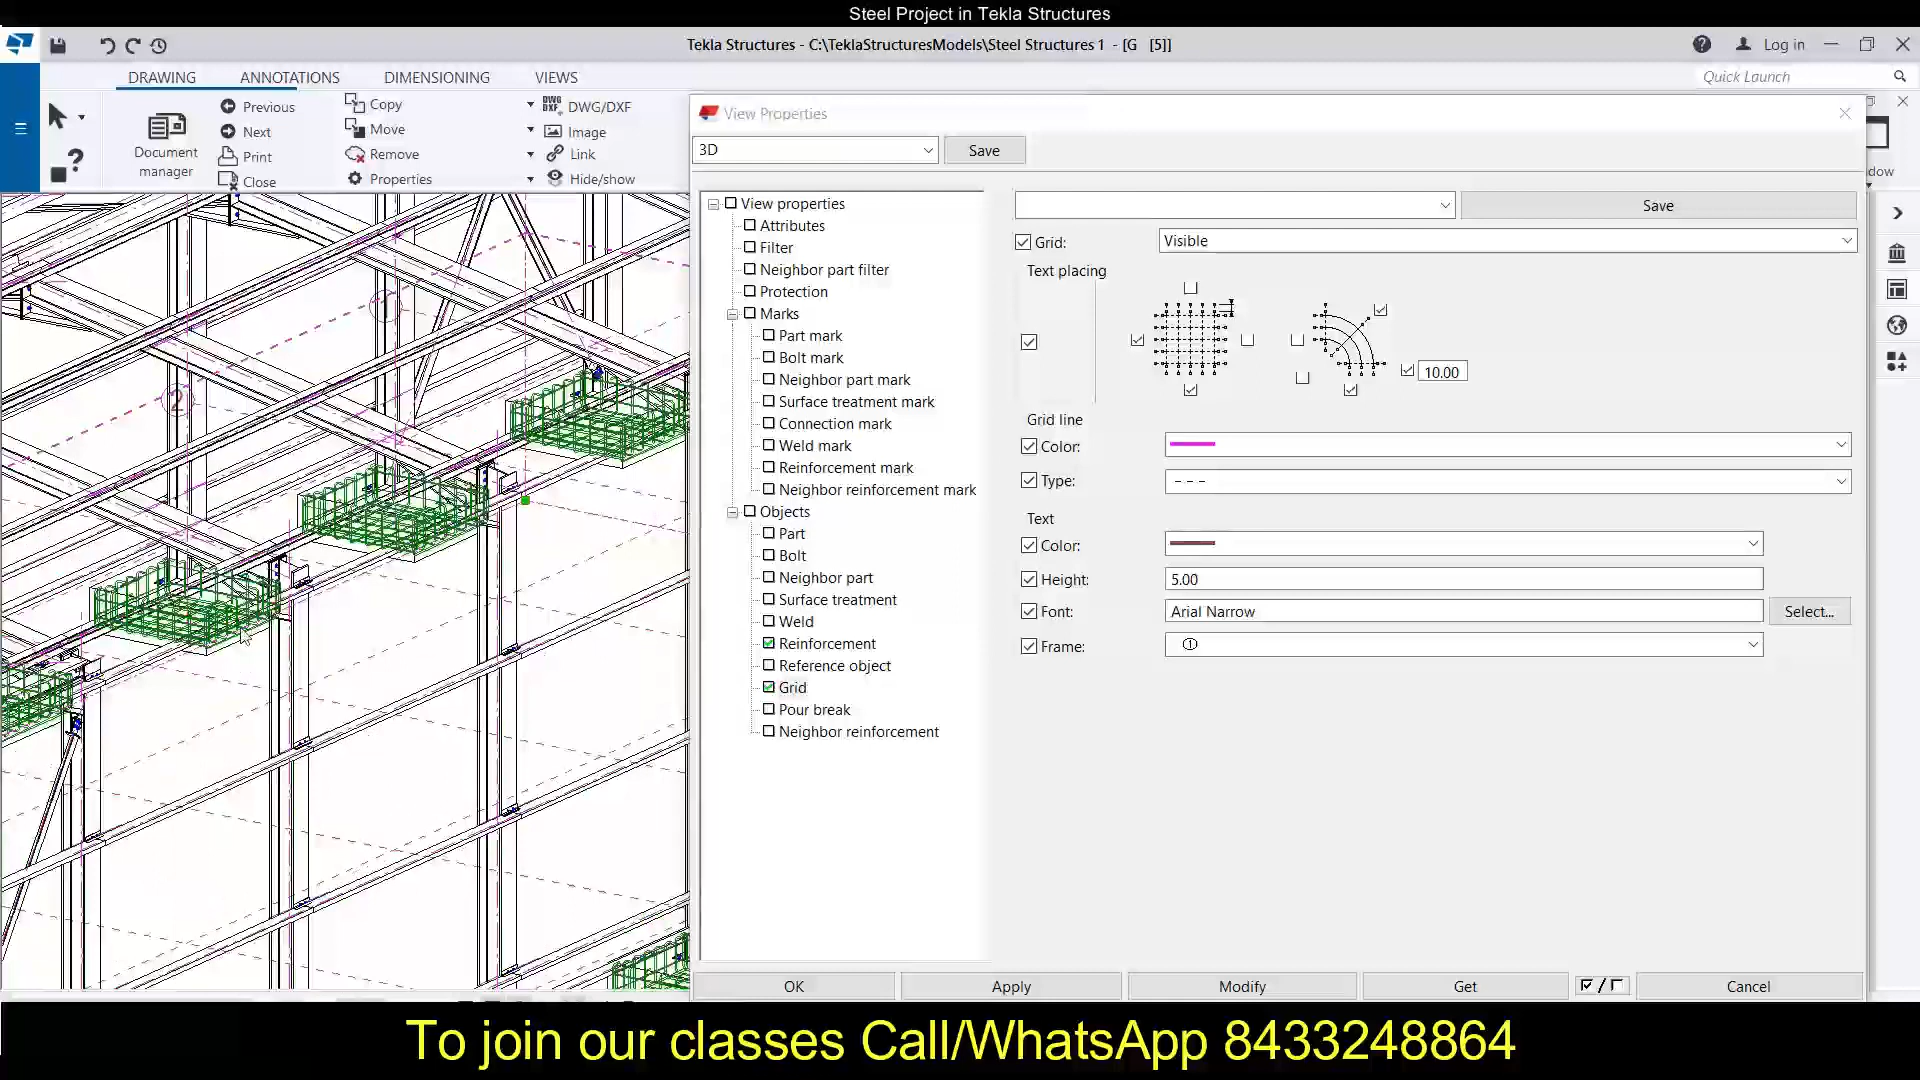 Steel Project in Tekla Structures
Tekla Structures - C:\TeklaStructuresModels\Steel Structures 1 - [G [5]]
Log in
DRAWING
ANNOTATIONS
DIMENSIONING
VIEWS
Quick Launch
Document manager
Previous
Next
Print
Close
Copy
Move
Remove
Properties
DWG/DXF
Image
Link
Hide/show
View Properties
3D
Save
View properties
Attributes
Filter
Neighbor part filter
Protection
Marks
Part mark
Bolt mark
Neighbor part mark
Surface treatment mark
Connection mark
Weld mark
Reinforcement mark
Neighbor reinforcement mark
Objects
Part
Bolt
Neighbor part
Surface treatment
Weld
Reinforcement
Reference object
Grid
Pour break
Neighbor reinforcement
Save
Grid:
Visible
Text placing
10.00
Grid line
Color:
Type:
Text
Color:
Height:
5.00
Font:
Arial Narrow
Select...
Frame:
OK
Apply
Modify
Get
Cancel
2
To join our classes Call/WhatsApp 8433248864